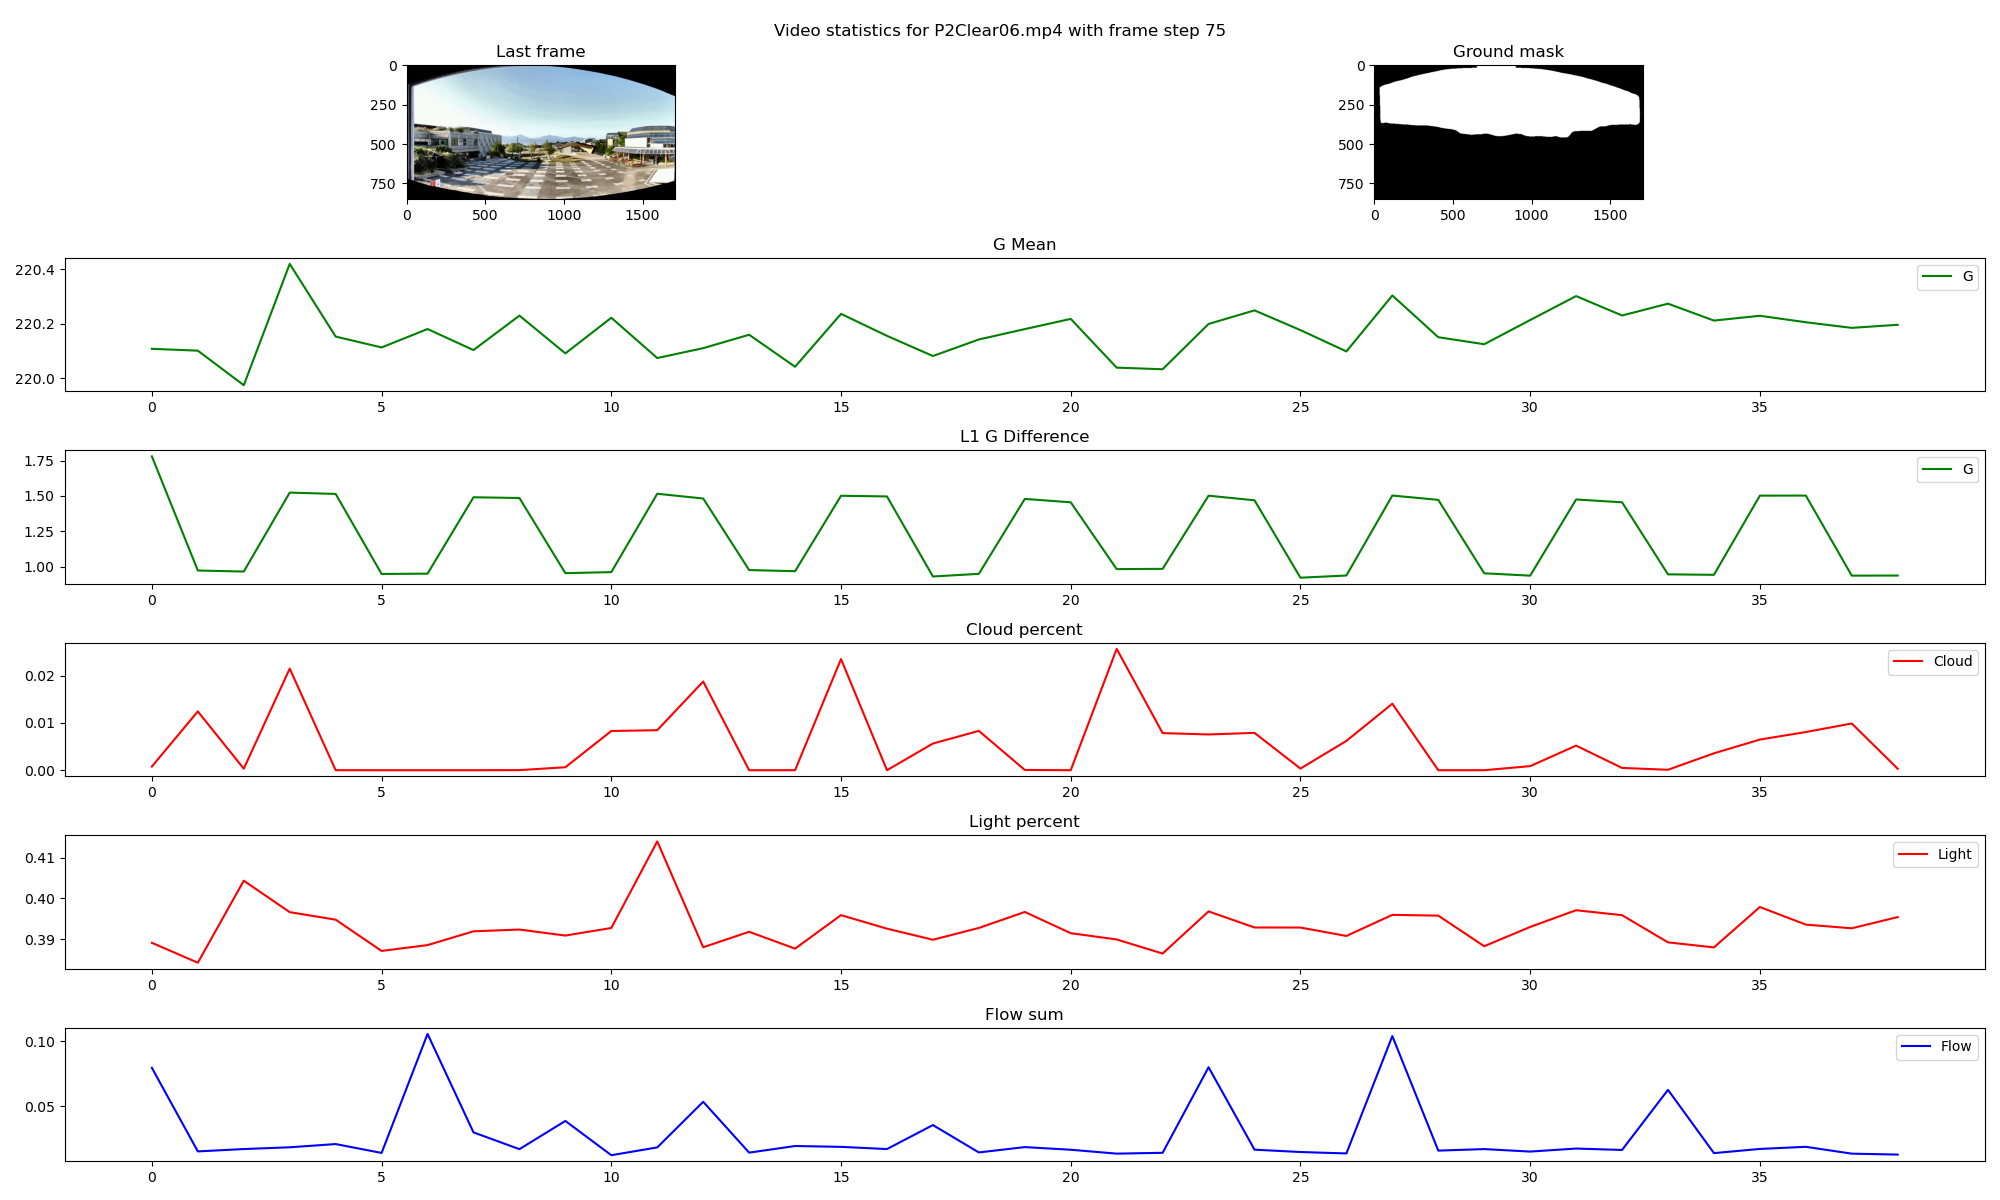 Video statistics for P2Clear06.mp4 with frame step 75
Last frame
0
250
500
750
0 500 1000 1500
Ground mask
0
250
500
750
0 500 1000 1500
G Mean
220.4
220.2
220.0
G
0 5 10 15 20 25 30 35
L1 G Difference
1.75
1.50
1.25
1.00
G
0 5 10 15 20 25 30 35
Cloud percent
0.02
0.01
0.00
Cloud
0 5 10 15 20 25 30 35
Light percent
0.41
0.40
0.39
Light
0 5 10 15 20 25 30 35
Flow sum
0.10
0.05
Flow
0 5 10 15 20 25 30 35